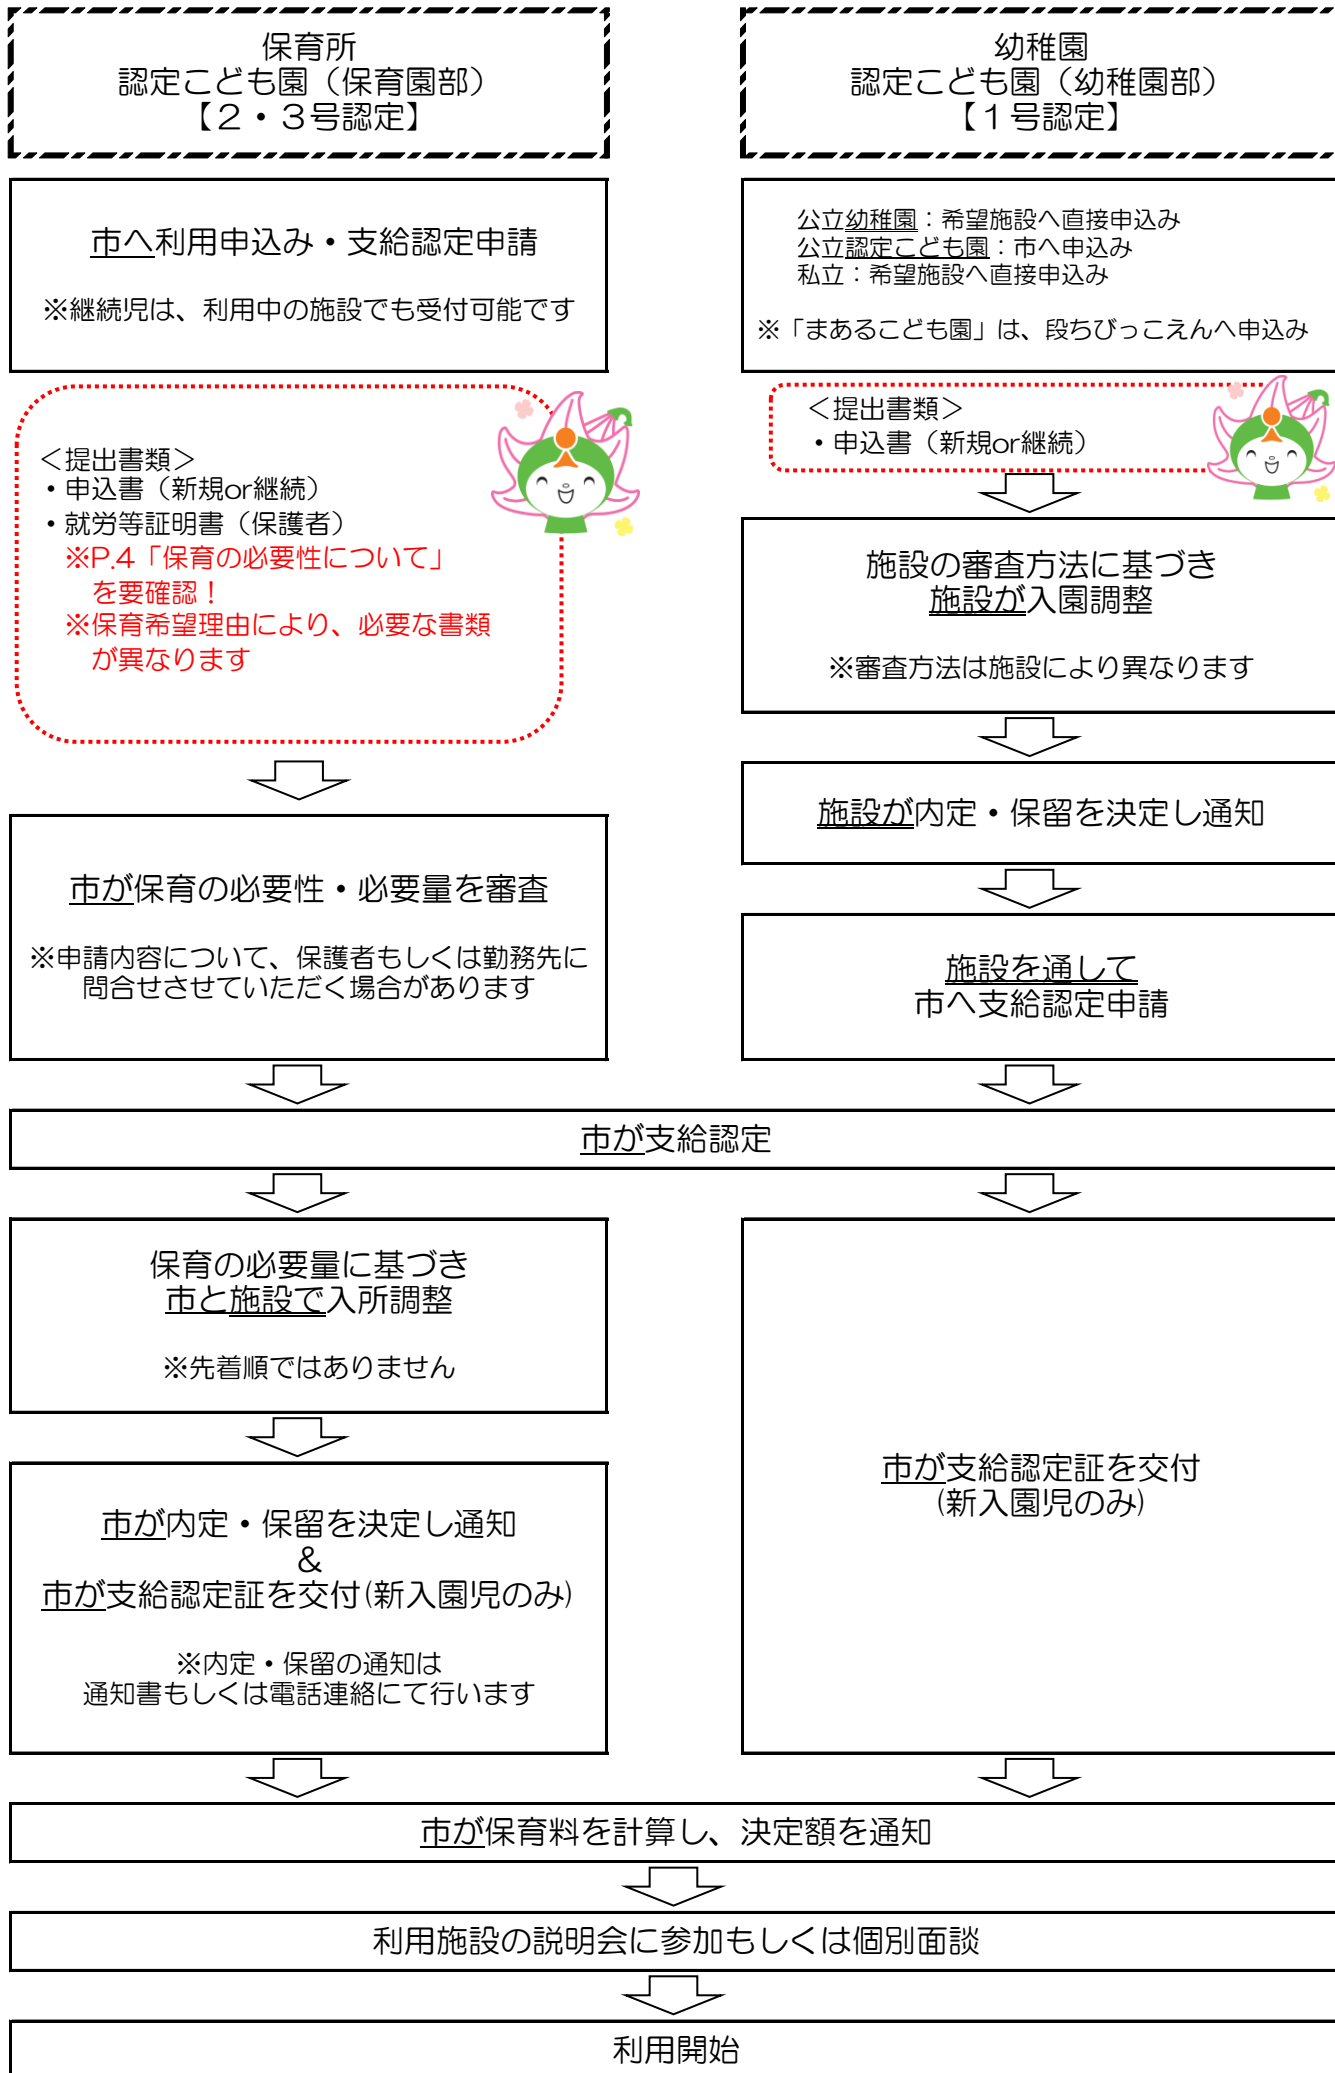 保育所
認定こども園（保育園部）
【２・３号認定】
市へ利用申込み・支給認定申請
※継続児は、利用中の施設でも受付可能です
＜提出書類＞
・申込書（新規or継続）
・就労等証明書（保護者）
※P.4「保育の必要性について」
を要確認！
※保育希望理由により、必要な書類
が異なります
市が保育の必要性・必要量を審査
※申請内容について、保護者もしくは勤務先に
問合せさせていただく場合があります
幼稚園
認定こども園（幼稚園部）
【１号認定】
公立幼稚園：希望施設へ直接申込み
公立認定こども園：市へ申込み
私立：希望施設へ直接申込み
※「まあるこども園」は、段ちびっこえんへ申込み
＜提出書類＞
・申込書（新規or継続）
施設の審査方法に基づき
施設が入園調整
※審査方法は施設により異なります
施設が内定・保留を決定し通知
施設を通して
市へ支給認定申請
市が支給認定
保育の必要量に基づき
市と施設で入所調整
※先着順ではありません
市が内定・保留を決定し通知
＆
市が支給認定証を交付(新入園児のみ)
※内定・保留の通知は
通知書もしくは電話連絡にて行います
市が支給認定証を交付
(新入園児のみ)
市が保育料を計算し、決定額を通知
利用施設の説明会に参加もしくは個別面談
利用開始